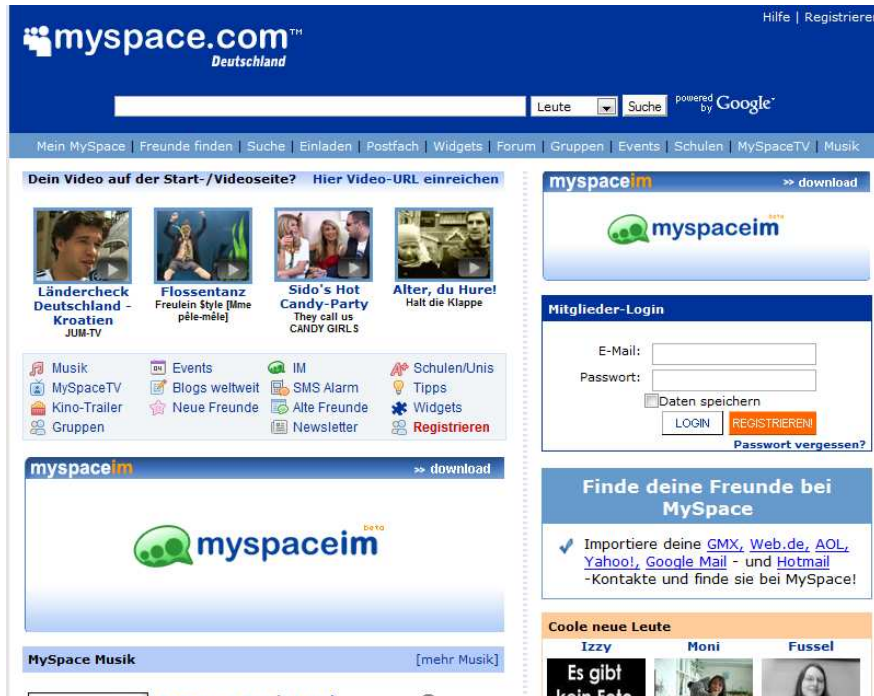 Hilfe | Registrieren
myspace.com™
Deutschland
Leute Suche powered by Google
Mein MySpace | Freunde finden | Suche | Einladen | Postfach | Widgets | Forum | Gruppen | Events | Schulen | MySpaceTV | Musik
Dein Video auf der Start-/Videoseite? Hier Video-URL einreichen
Ländercheck
Deutschland -
Kroatien
JUM-TV
Flossentanz
Freulein $tyle [Mme
pêle-mêle]
Sido's Hot
Candy-Party
They call us
CANDY GIRLS
Alter, du Hure!
Halt die Klappe
Musik Events IM Schulen/Unis
MySpaceTV Blogs weltweit SMS Alarm Tipps
Kino-Trailer Neue Freunde Alte Freunde Widgets
Gruppen Newsletter Registrieren
myspaceim >> download
myspaceim beta
MySpace Musik [mehr Musik]
myspaceim >> download
myspaceim beta
Mitglieder-Login
E-Mail:
Passwort:
Daten speichern
LOGIN REGISTRIEREN!
Passwort vergessen?
Finde deine Freunde bei
MySpace
Importiere deine GMX, Web.de, AOL,
Yahoo!, Google Mail - und Hotmail
-Kontakte und finde sie bei MySpace!
Coole neue Leute
Izzy Moni Fussel
Es gibt
kein Foto